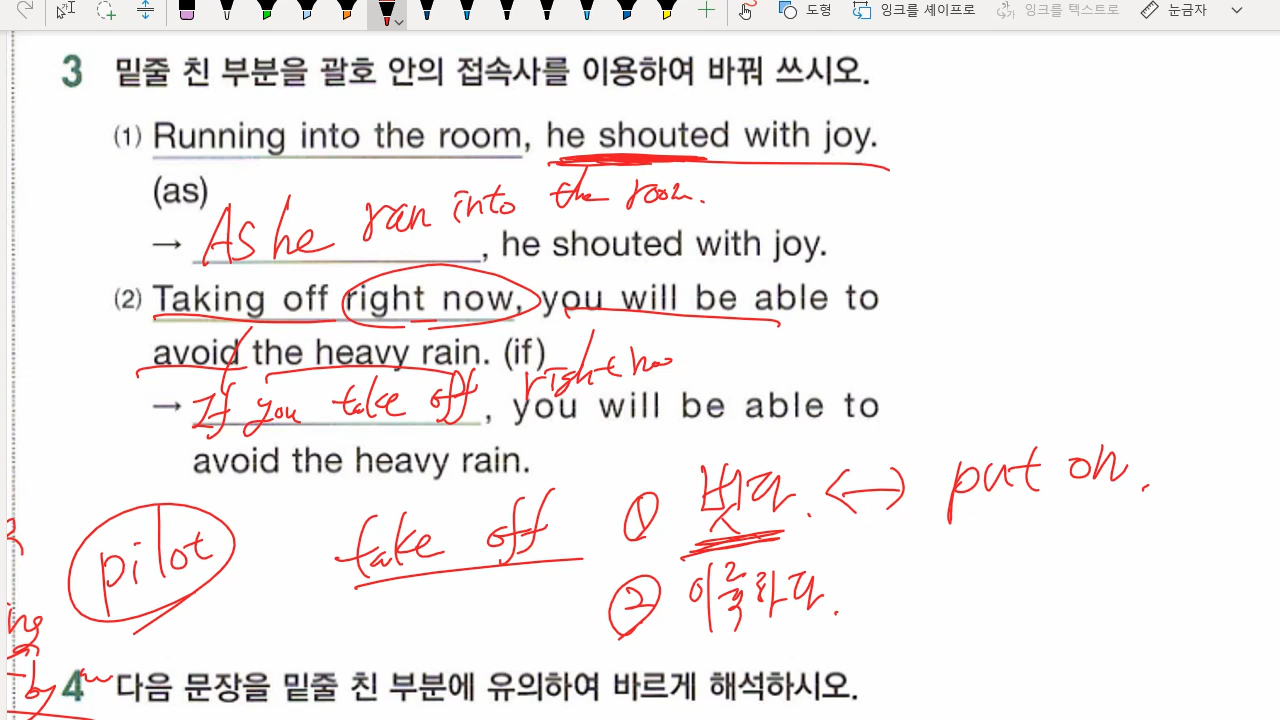 도형 잉크를 셰이프로 잉크를 텍스트로 눈금자
3 밑줄 친 부분을 괄호 안의 접속사를 이용하여 바꿔 쓰시오.
(1) Running into the room, he shouted with joy.
(as)
As he ran into the room.
→ , he shouted with joy.
(2) Taking off right now, you will be able to
avoid the heavy rain. (if)
If you take off right now
→ , you will be able to
avoid the heavy rain.
pilot take off ① 벗다. ↔ put on.
② 이륙하다.
4 다음 문장을 밑줄 친 부분에 유의하여 바르게 해석하시오.
ing
by